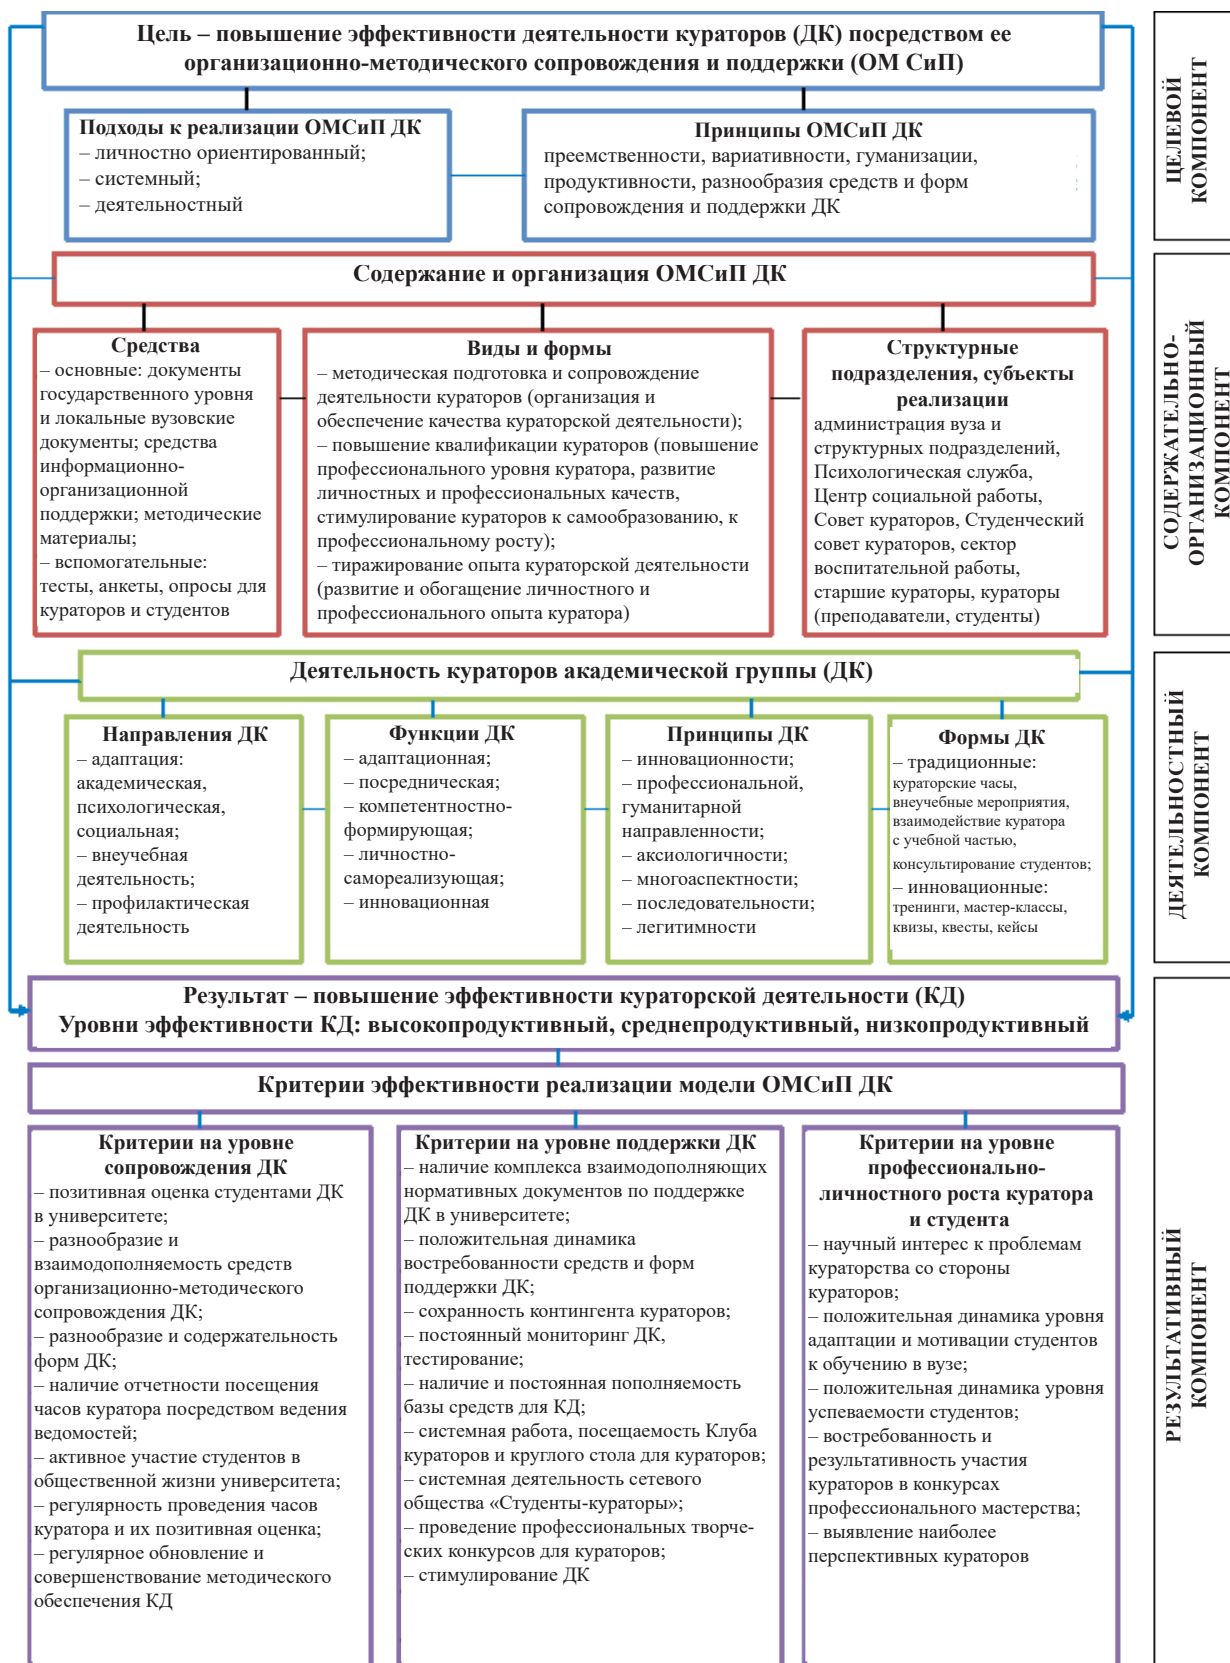 Цель – повышение эффективности деятельности кураторов (ДК) посредством ее
организационно-методического сопровождения и поддержки (ОМ СиП)
Подходы к реализации ОМСиП ДК
– личностно ориентированный;
– системный;
– деятельностный
Принципы ОМСиП ДК
преемственности, вариативности, гуманизации,
продуктивности, разнообразия средств и форм
сопровождения и поддержки ДК
ЦЕЛЕВОЙ
КОМПОНЕНТ
Содержание и организация ОМСиП ДК
Средства
– основные: документы
государственного уровня
и локальные вузовские
документы; средства
информационно-
организационной
поддержки; методические
материалы;
– вспомогательные:
тесты, анкеты, опросы для
кураторов и студентов
Виды и формы
– методическая подготовка и сопровождение
деятельности кураторов (организация и
обеспечение качества кураторской деятельности);
– повышение квалификации кураторов (повышение
профессионального уровня куратора, развитие
личностных и профессиональных качеств,
стимулирование кураторов к самообразованию, к
профессиональному росту);
– тиражирование опыта кураторской деятельности
(развитие и обогащение личностного и
профессионального опыта куратора)
Структурные
подразделения, субъекты
реализации
администрация вуза и
структурных подразделений,
Психологическая служба,
Центр социальной работы,
Совет кураторов, Студенческий
совет кураторов, сектор
воспитательной работы,
старшие кураторы, кураторы
(преподаватели, студенты)
СОДЕРЖАТЕЛЬНО-
ОРГАНИЗАЦИОННЫЙ
КОМПОНЕНТ
Деятельность кураторов академической группы (ДК)
Направления ДК
– адаптация:
академическая,
психологическая,
социальная;
– внеучебная
деятельность;
– профилактическая
деятельность
Функции ДК
– адаптационная;
– посредническая;
– компетентностно-
формирующая;
– личностно-
самореализующая;
– инновационная
Принципы ДК
– инновационности;
– профессиональной,
гуманитарной
направленности;
– аксиологичности;
– многоаспектности;
– последовательности;
– легитимности
Формы ДК
– традиционные:
кураторские часы,
внеучебные мероприятия,
взаимодействие куратора
с учебной частью,
консультирование студентов;
– инновационные:
тренинги, мастер-классы,
квизы, квесты, кейсы
ДЕЯТЕЛЬНОСТНЫЙ
КОМПОНЕНТ
Результат – повышение эффективности кураторской деятельности (КД)
Уровни эффективности КД: высокопродуктивный, среднепродуктивный, низкопродуктивный
Критерии эффективности реализации модели ОМСиП ДК
Критерии на уровне
сопровождения ДК
– позитивная оценка студентами ДК
в университете;
– разнообразие и
взаимодополняемость средств
организационно-методического
сопровождения ДК;
– разнообразие и содержательность
форм ДК;
– наличие отчетности посещения
часов куратора посредством ведения
ведомостей;
– активное участие студентов в
общественной жизни университета;
– регулярность проведения часов
куратора и их позитивная оценка;
– регулярное обновление и
совершенствование методического
обеспечения КД
Критерии на уровне поддержки ДК
– наличие комплекса взаимодополняющих
нормативных документов по поддержке
ДК в университете;
– положительная динамика
востребованности средств и форм
поддержки ДК;
– сохранность контингента кураторов;
– постоянный мониторинг ДК,
тестирование;
– наличие и постоянная пополняемость
базы средств для КД;
– системная работа, посещаемость Клуба
кураторов и круглого стола для кураторов;
– системная деятельность сетевого
общества «Студенты-кураторы»;
– проведение профессиональных творче-
ских конкурсов для кураторов;
– стимулирование ДК
Критерии на уровне
профессионально-
личностного роста куратора
и студента
– научный интерес к проблемам
кураторства со стороны
кураторов;
– положительная динамика уровня
адаптации и мотивации студентов
к обучению в вузе;
– положительная динамика уровня
успеваемости студентов;
– востребованность и
результативность участия
кураторов в конкурсах
профессионального мастерства;
– выявление наиболее
перспективных кураторов
РЕЗУЛЬТАТИВНЫЙ
КОМПОНЕНТ